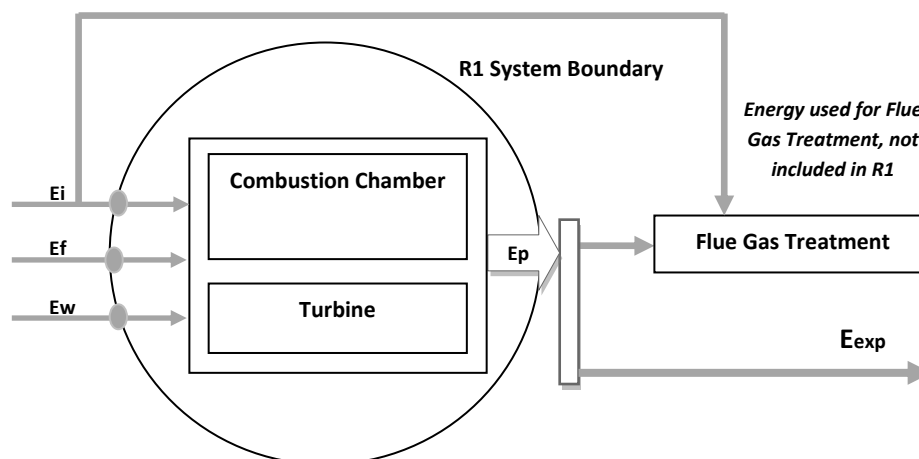 R1 System Boundary
Energy used for Flue
Gas Treatment, not
included in R1
Combustion Chamber
Ei
Ef
Ep
Flue Gas Treatment
Ew
Turbine
Eexp